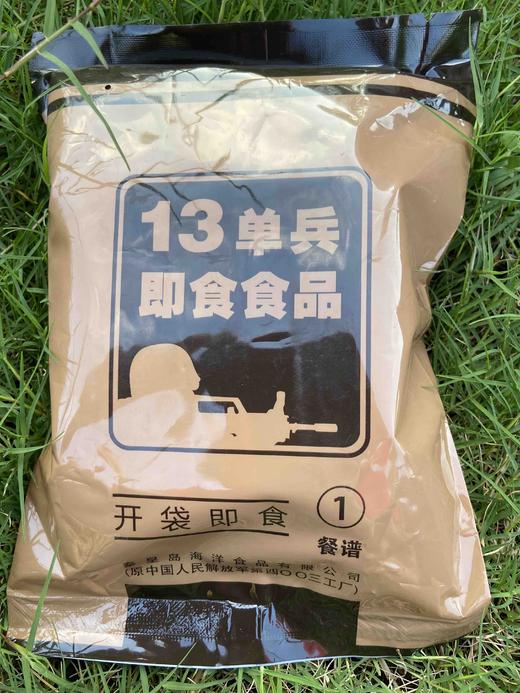 13单兵
即食食品
开袋即食
①
餐谱
秦皇岛海洋食品有限公司
(原中国人民解放军第四〇〇三工厂)